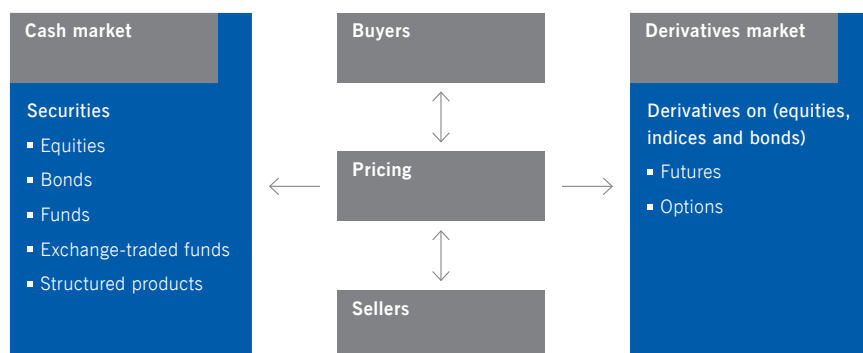 Cash market
Securities
Equities
Bonds
Funds
Exchange-traded funds
Structured products
Buyers
Pricing
Sellers
Derivatives market
Derivatives on (equities,
indices and bonds)
Futures
Options